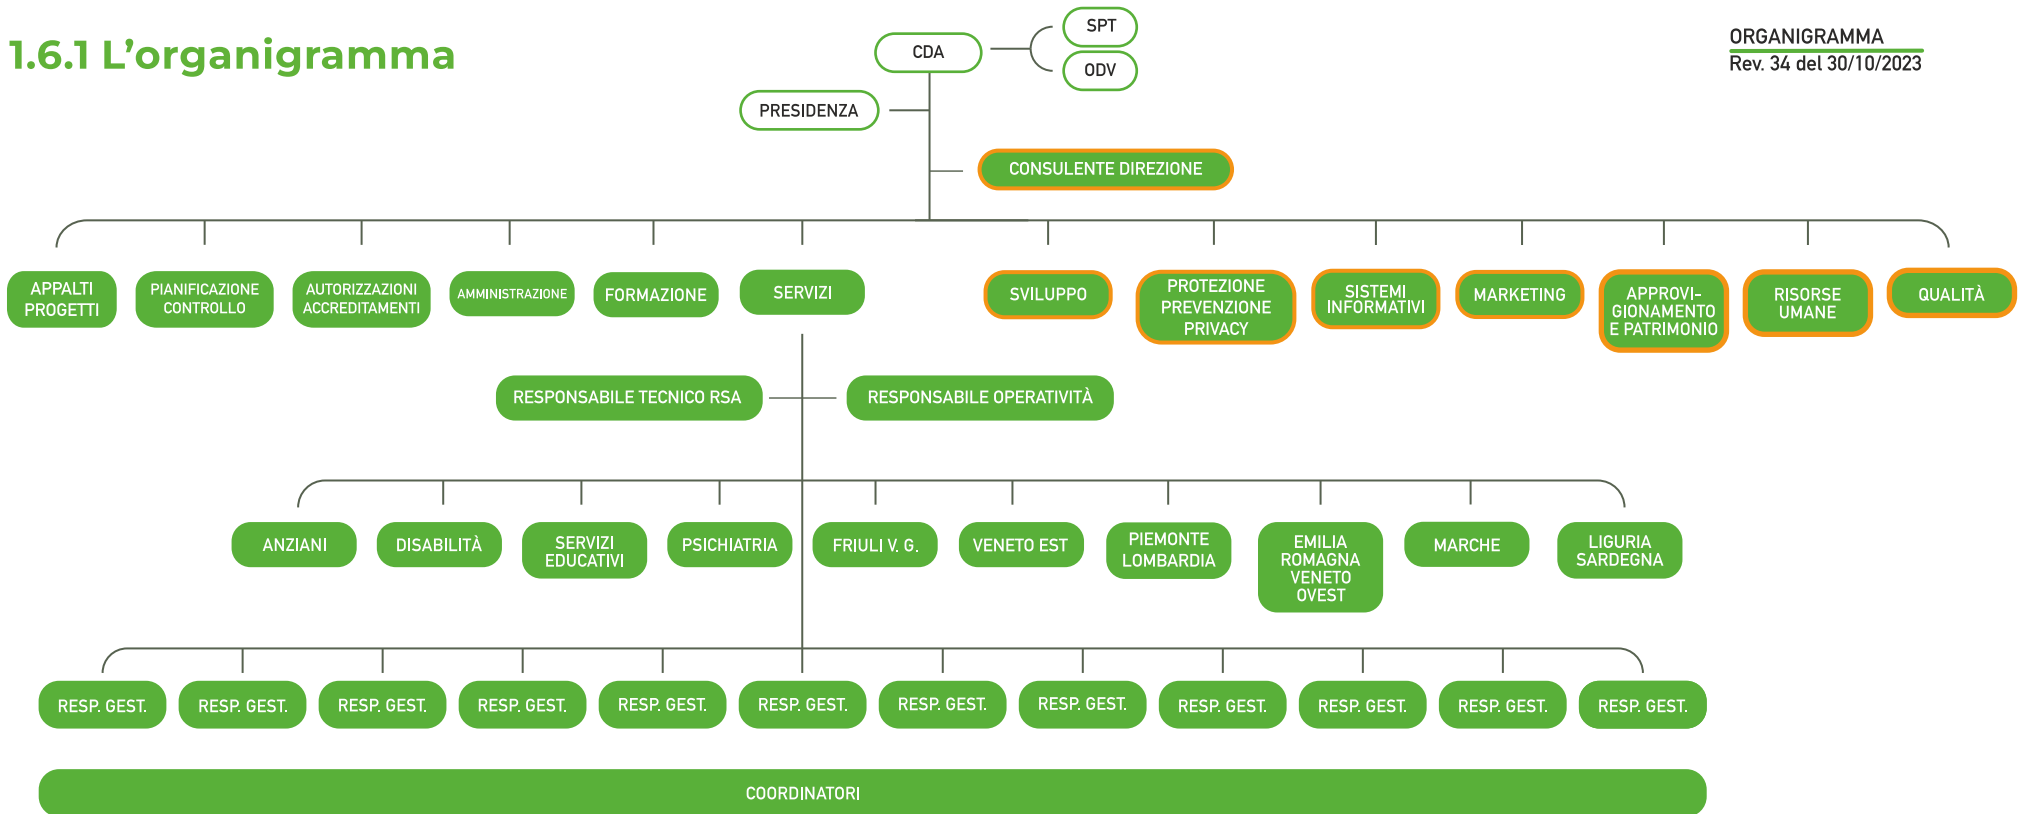 1.6.1 L’organigramma
ORGANIGRAMMA
Rev. 34 del 30/10/2023
SPT
CDA
ODV
PRESIDENZA
CONSULENTE DIREZIONE
APPALTI
PROGETTI
PIANIFICAZIONE
CONTROLLO
AUTORIZZAZIONI
ACCREDITAMENTI
AMMINISTRAZIONE
FORMAZIONE
SERVIZI
SVILUPPO
PROTEZIONE
PREVENZIONE
PRIVACY
SISTEMI
INFORMATIVI
MARKETING
APPROVI-
GIONAMENTO
E PATRIMONIO
RISORSE
UMANE
QUALITÀ
RESPONSABILE TECNICO RSA
RESPONSABILE OPERATIVITÀ
ANZIANI
DISABILITÀ
SERVIZI
EDUCATIVI
PSICHIATRIA
FRIULI V. G.
VENETO EST
PIEMONTE
LOMBARDIA
EMILIA
ROMAGNA
VENETO
OVEST
MARCHE
LIGURIA
SARDEGNA
RESP. GEST.
RESP. GEST.
RESP. GEST.
RESP. GEST.
RESP. GEST.
RESP. GEST.
RESP. GEST.
RESP. GEST.
RESP. GEST.
RESP. GEST.
RESP. GEST.
RESP. GEST.
COORDINATORI